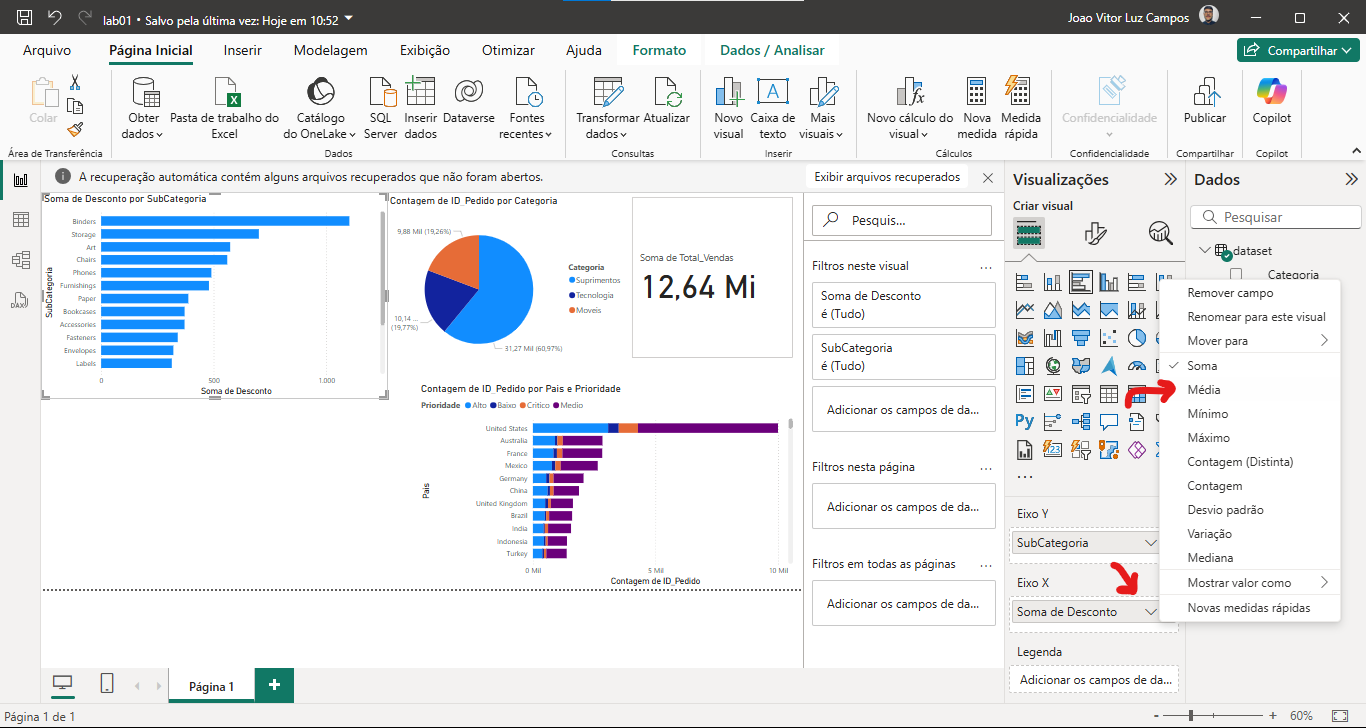 lab01 • Salvo pela última vez: Hoje em 10:52
Joao Vitor Luz Campos
Arquivo
Página Inicial
Inserir
Modelagem
Exibição
Otimizar
Ajuda
Formato
Dados / Analisar
Compartilhar
Colar
Obter dados
Pasta de trabalho do Excel
Catálogo do OneLake
SQL Server
Inserir dados
Dataverse
Fontes recentes
Transformar dados
Atualizar
Novo visual
Caixa de texto
Mais visuais
Novo cálculo do visual
Nova medida
Medida rápida
Confidencialidade
Publicar
Copilot
Área de Transferência
Dados
Consultas
Inserir
Cálculos
Confidencialidade
Compartilhar
Copilot
A recuperação automática contém alguns arquivos recuperados que não foram abertos.
Exibir arquivos recuperados
Soma de Desconto por SubCategoria
SubCategoria
Binders
Storage
Art
Chairs
Phones
Furnishings
Paper
Bookcases
Accessories
Fasteners
Envelopes
Labels
0
500
1.000
Soma de Desconto
Contagem de ID_Pedido por Categoria
9,88 Mil (19,26%)
10,14 ...
(19,77%)
31,27 Mil (60,97%)
Categoria
Suprimentos
Tecnologia
Moveis
Soma de Total_Vendas
12,64 Mi
Contagem de ID_Pedido por Pais e Prioridade
Prioridade Alto Baixo Critico Medio
Pais
United States
Australia
France
Mexico
Germany
China
United Kingdom
Brazil
India
Indonesia
Turkey
0 Mil
5 Mil
10 Mil
Contagem de ID_Pedido
Pesquis...
Filtros neste visual
...
Soma de Desconto
é (Tudo)
SubCategoria
é (Tudo)
Adicionar os campos de da...
Filtros nesta página
...
Adicionar os campos de da...
Filtros em todas as páginas
...
Adicionar os campos de da...
Visualizações
Criar visual
Py
123
...
Eixo Y
SubCategoria
Eixo X
Soma de Desconto
Legenda
Adicionar os campos de da...
Dados
Pesquisar
dataset
Categoria
Remover campo
Renomear para este visual
Mover para
Soma
Média
Mínimo
Máximo
Contagem (Distinta)
Contagem
Desvio padrão
Variação
Mediana
Mostrar valor como
Novas medidas rápidas
DAX
Página 1
Página 1 de 1
60%